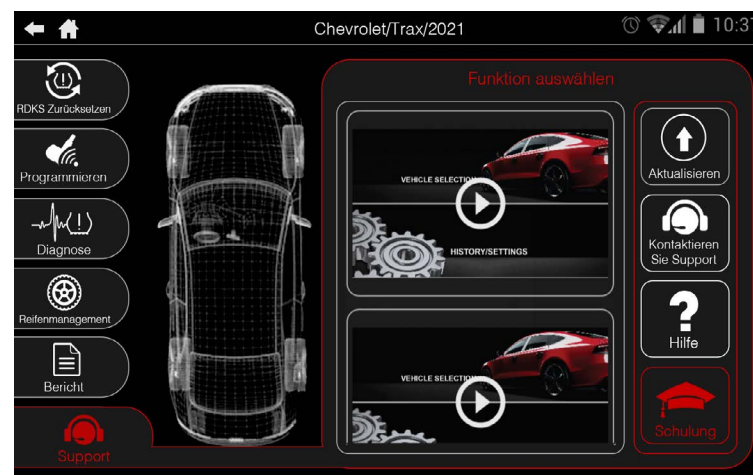 Chevrolet/Trax/2021
10:37
RDKS Zurücksetzen
Programmieren
Diagnose
Reifenmanagement
Bericht
Support
Funktion auswählen
VEHICLE SELECTION
HISTORY/SETTINGS
VEHICLE SELECTION
Aktualisieren
Kontaktieren
Sie Support
Hilfe
Schulung